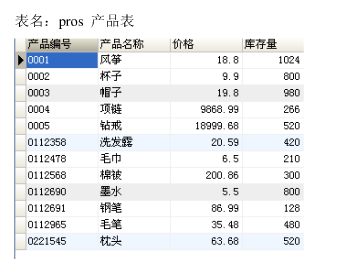 表名：pros 产品表
产品编号 产品名称 价格 库存量
0001 风筝 18.8 1024
0002 杯子 9.9 800
0003 帽子 19.8 980
0004 项链 9868.99 266
0005 钻戒 18999.68 520
0112358 洗发露 20.59 420
0112478 毛巾 6.5 210
0112568 棉被 200.86 300
0112690 墨水 5.5 800
0112691 钢笔 86.99 128
0112965 毛笔 35.48 480
0221545 枕头 63.68 520